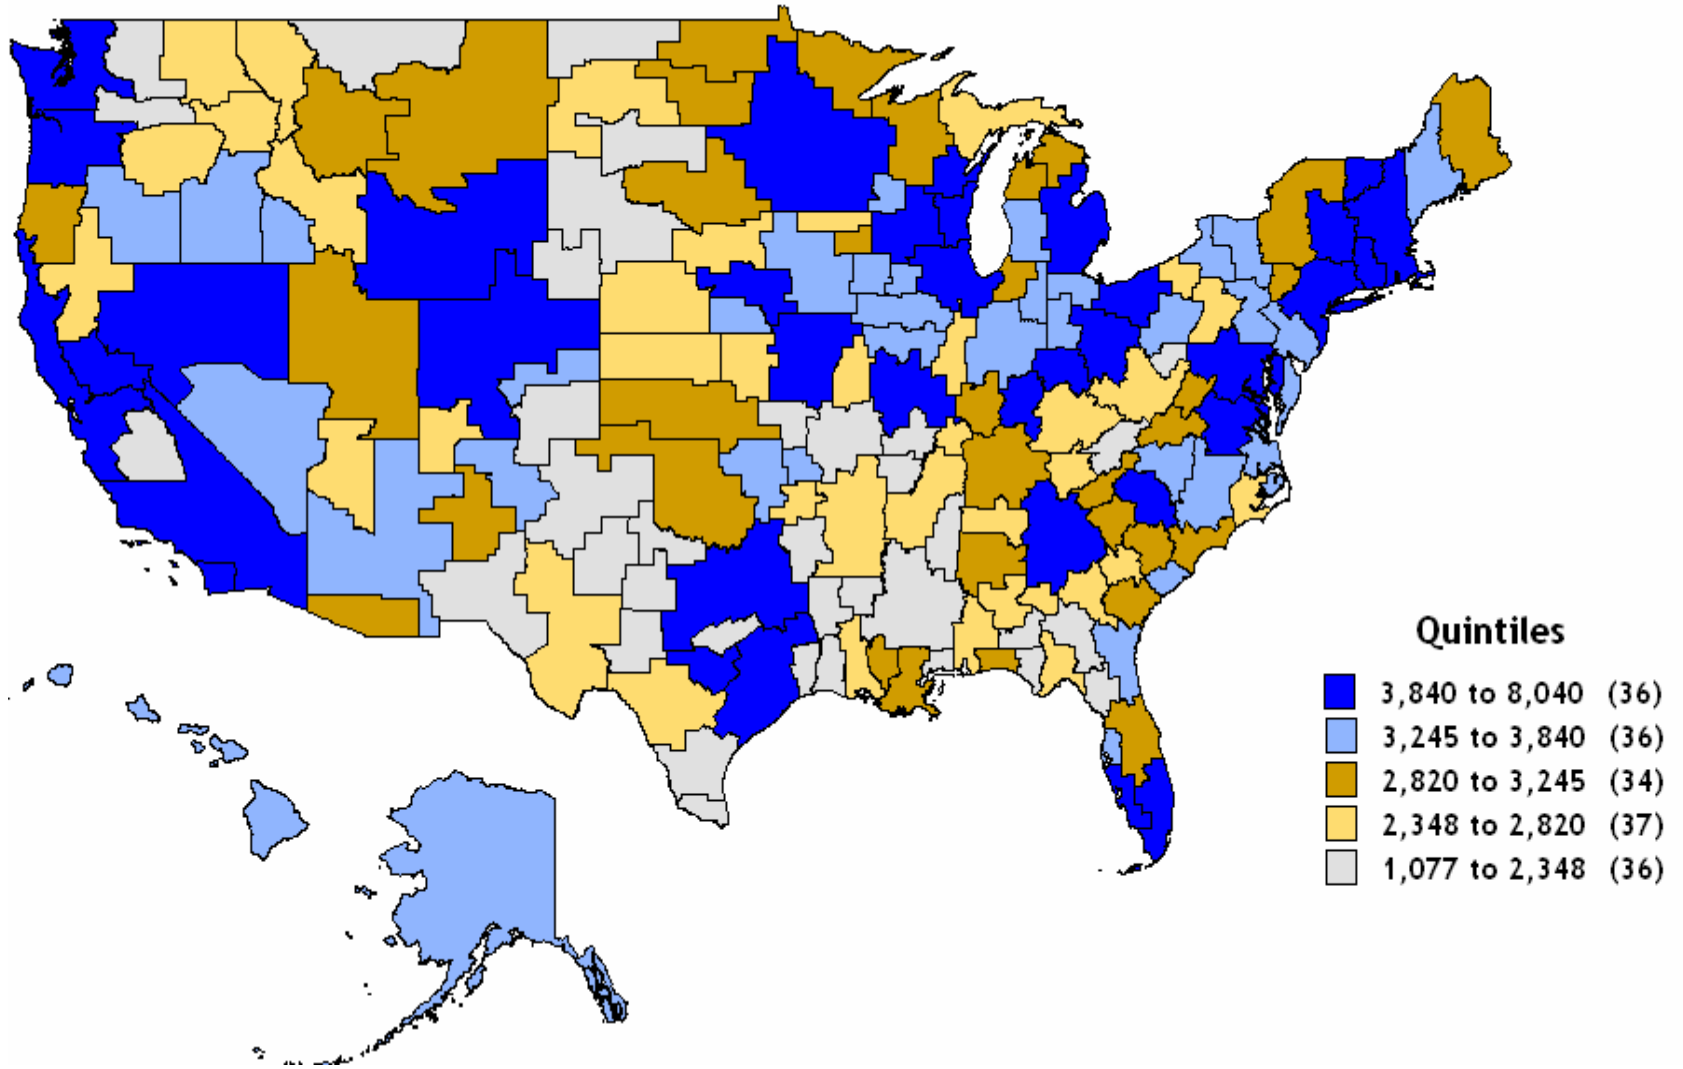 Quintiles
3,840 to 8,040 (36)
3,245 to 3,840 (36)
2,820 to 3,245 (34)
2,348 to 2,820 (37)
1,077 to 2,348 (36)